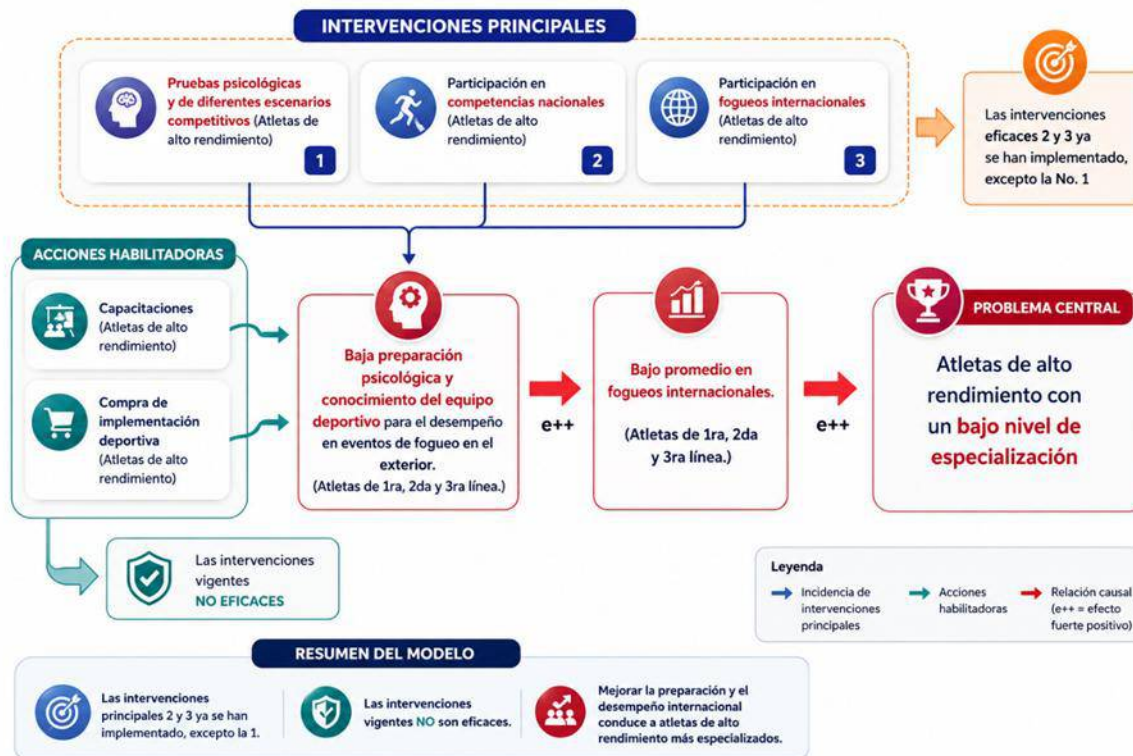 INTERVENCIONES PRINCIPALES
Pruebas psicológicas
y de diferentes escenarios
competitivos (Atletas de
alto rendimiento)
1
Participación en
competencias nacionales
(Atletas de alto
rendimiento)
2
Participación en
fogueos internacionales
(Atletas de alto
rendimiento)
3
Las intervenciones
eficaces 2 y 3 ya
se han implementado,
excepto la No. 1
ACCIONES HABILITADORAS
Capacitaciones
(Atletas de alto
rendimiento)
Compra de
implementación
deportiva
(Atletas de alto
rendimiento)
Baja preparación
psicológica y
conocimiento del equipo
deportivo para el desempeño
en eventos de fogueo en el
exterior.
(Atletas de 1ra, 2da y 3ra línea.)
e++
Bajo promedio en
fogueos internacionales.
(Atletas de 1ra, 2da
y 3ra línea.)
e++
PROBLEMA CENTRAL
Atletas de alto
rendimiento con
un bajo nivel de
especialización
Las intervenciones
vigentes
NO EFICACES
Leyenda
Incidencia de
intervenciones
principales
Acciones
habilitadoras
Relación causal
(e++ = efecto
fuerte positivo)
RESUMEN DEL MODELO
Las intervenciones
principales 2 y 3 ya se han
implementado, excepto la 1.
Las intervenciones
vigentes NO son eficaces.
Mejorar la preparación y el
desempeño internacional
conduce a atletas de alto
rendimiento más especializados.